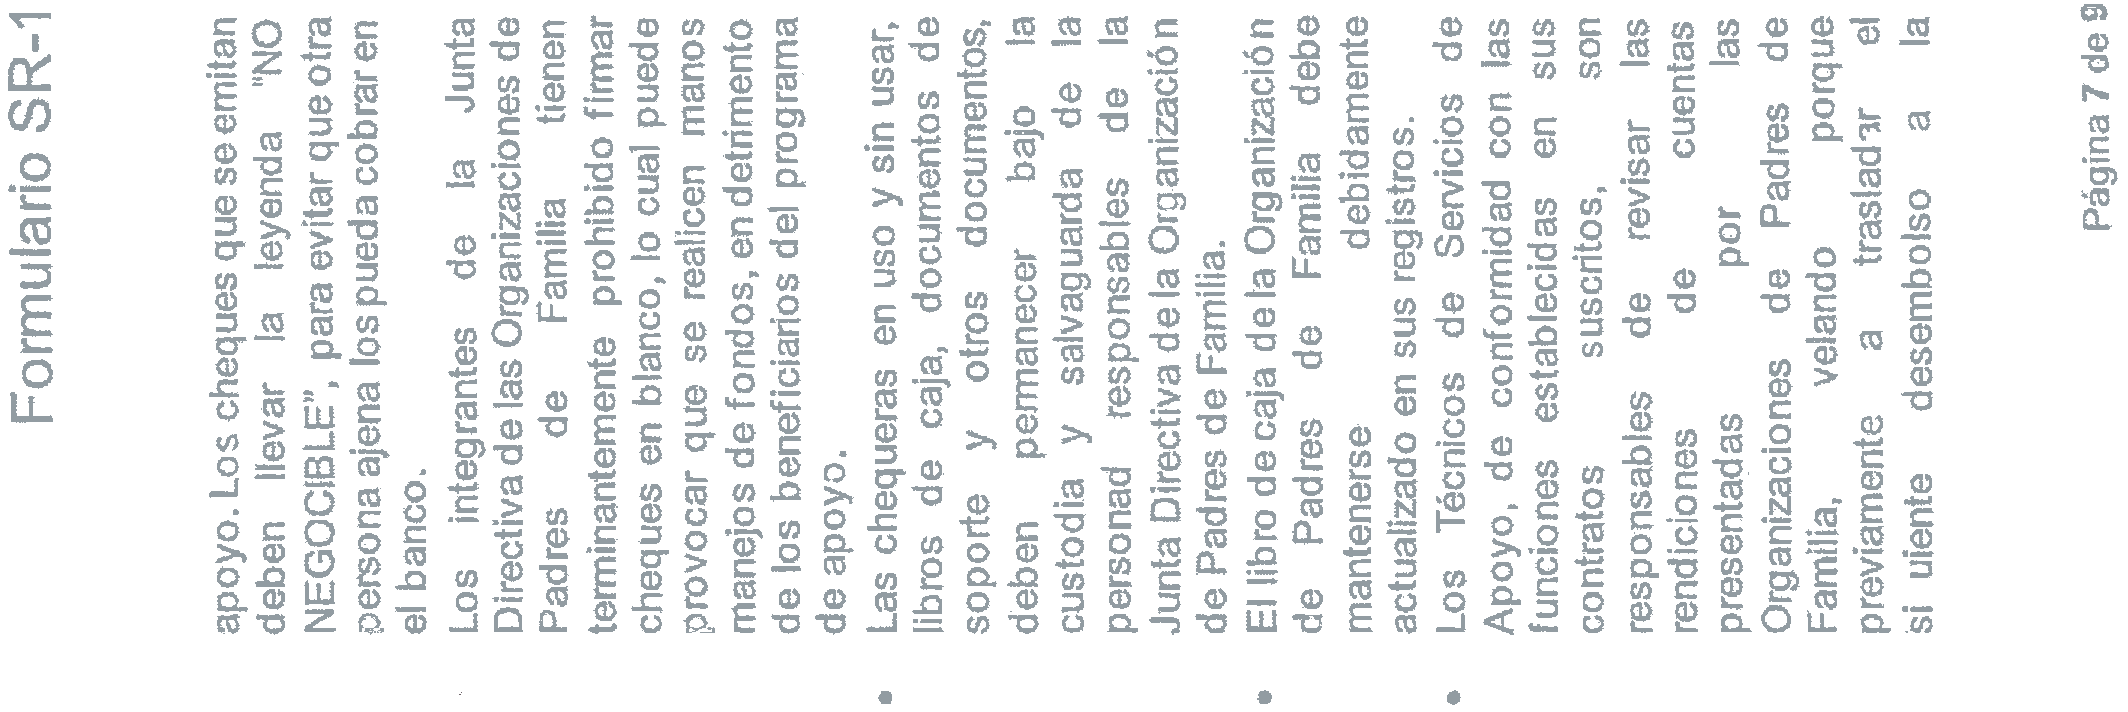 Formulario SR-1
apoyo. Los cheques que se emitan
deben llevar la leyenda "NO
NEGOCIBLE", para evitar que otra
persona ajena los pueda cobrar en
el banco.
Los integrantes de la Junta
Directiva de las Organizaciones de
Padres de Familia tienen
terminantemente prohibido firmar
cheques en blanco, lo cual puede
provocar que se realicen manos
manejos de fondos, en detrimento
de los beneficiarios del programa
de apoyo.
• Las chequeras en uso y sin usar,
libros de caja, documentos de
soporte y otros documentos,
deben permanecer bajo la
custodia y salvaguarda de la
personad responsables de la
Junta Directiva de la Organización
de Padres de Familia.
• El libro de caja de la Organización
de Padres de Familia debe
mantenerse debidamente
actualizado en sus registros.
• Los Técnicos de Servicios de
Apoyo, de conformidad con las
funciones establecidas en sus
contratos suscritos, son
responsables de revisar las
rendiciones de cuentas
presentadas por las
Organizaciones de Padres de
Familia, velando porque
previamente a trasladar el
si uiente desembolso a la
Página 7 de 9